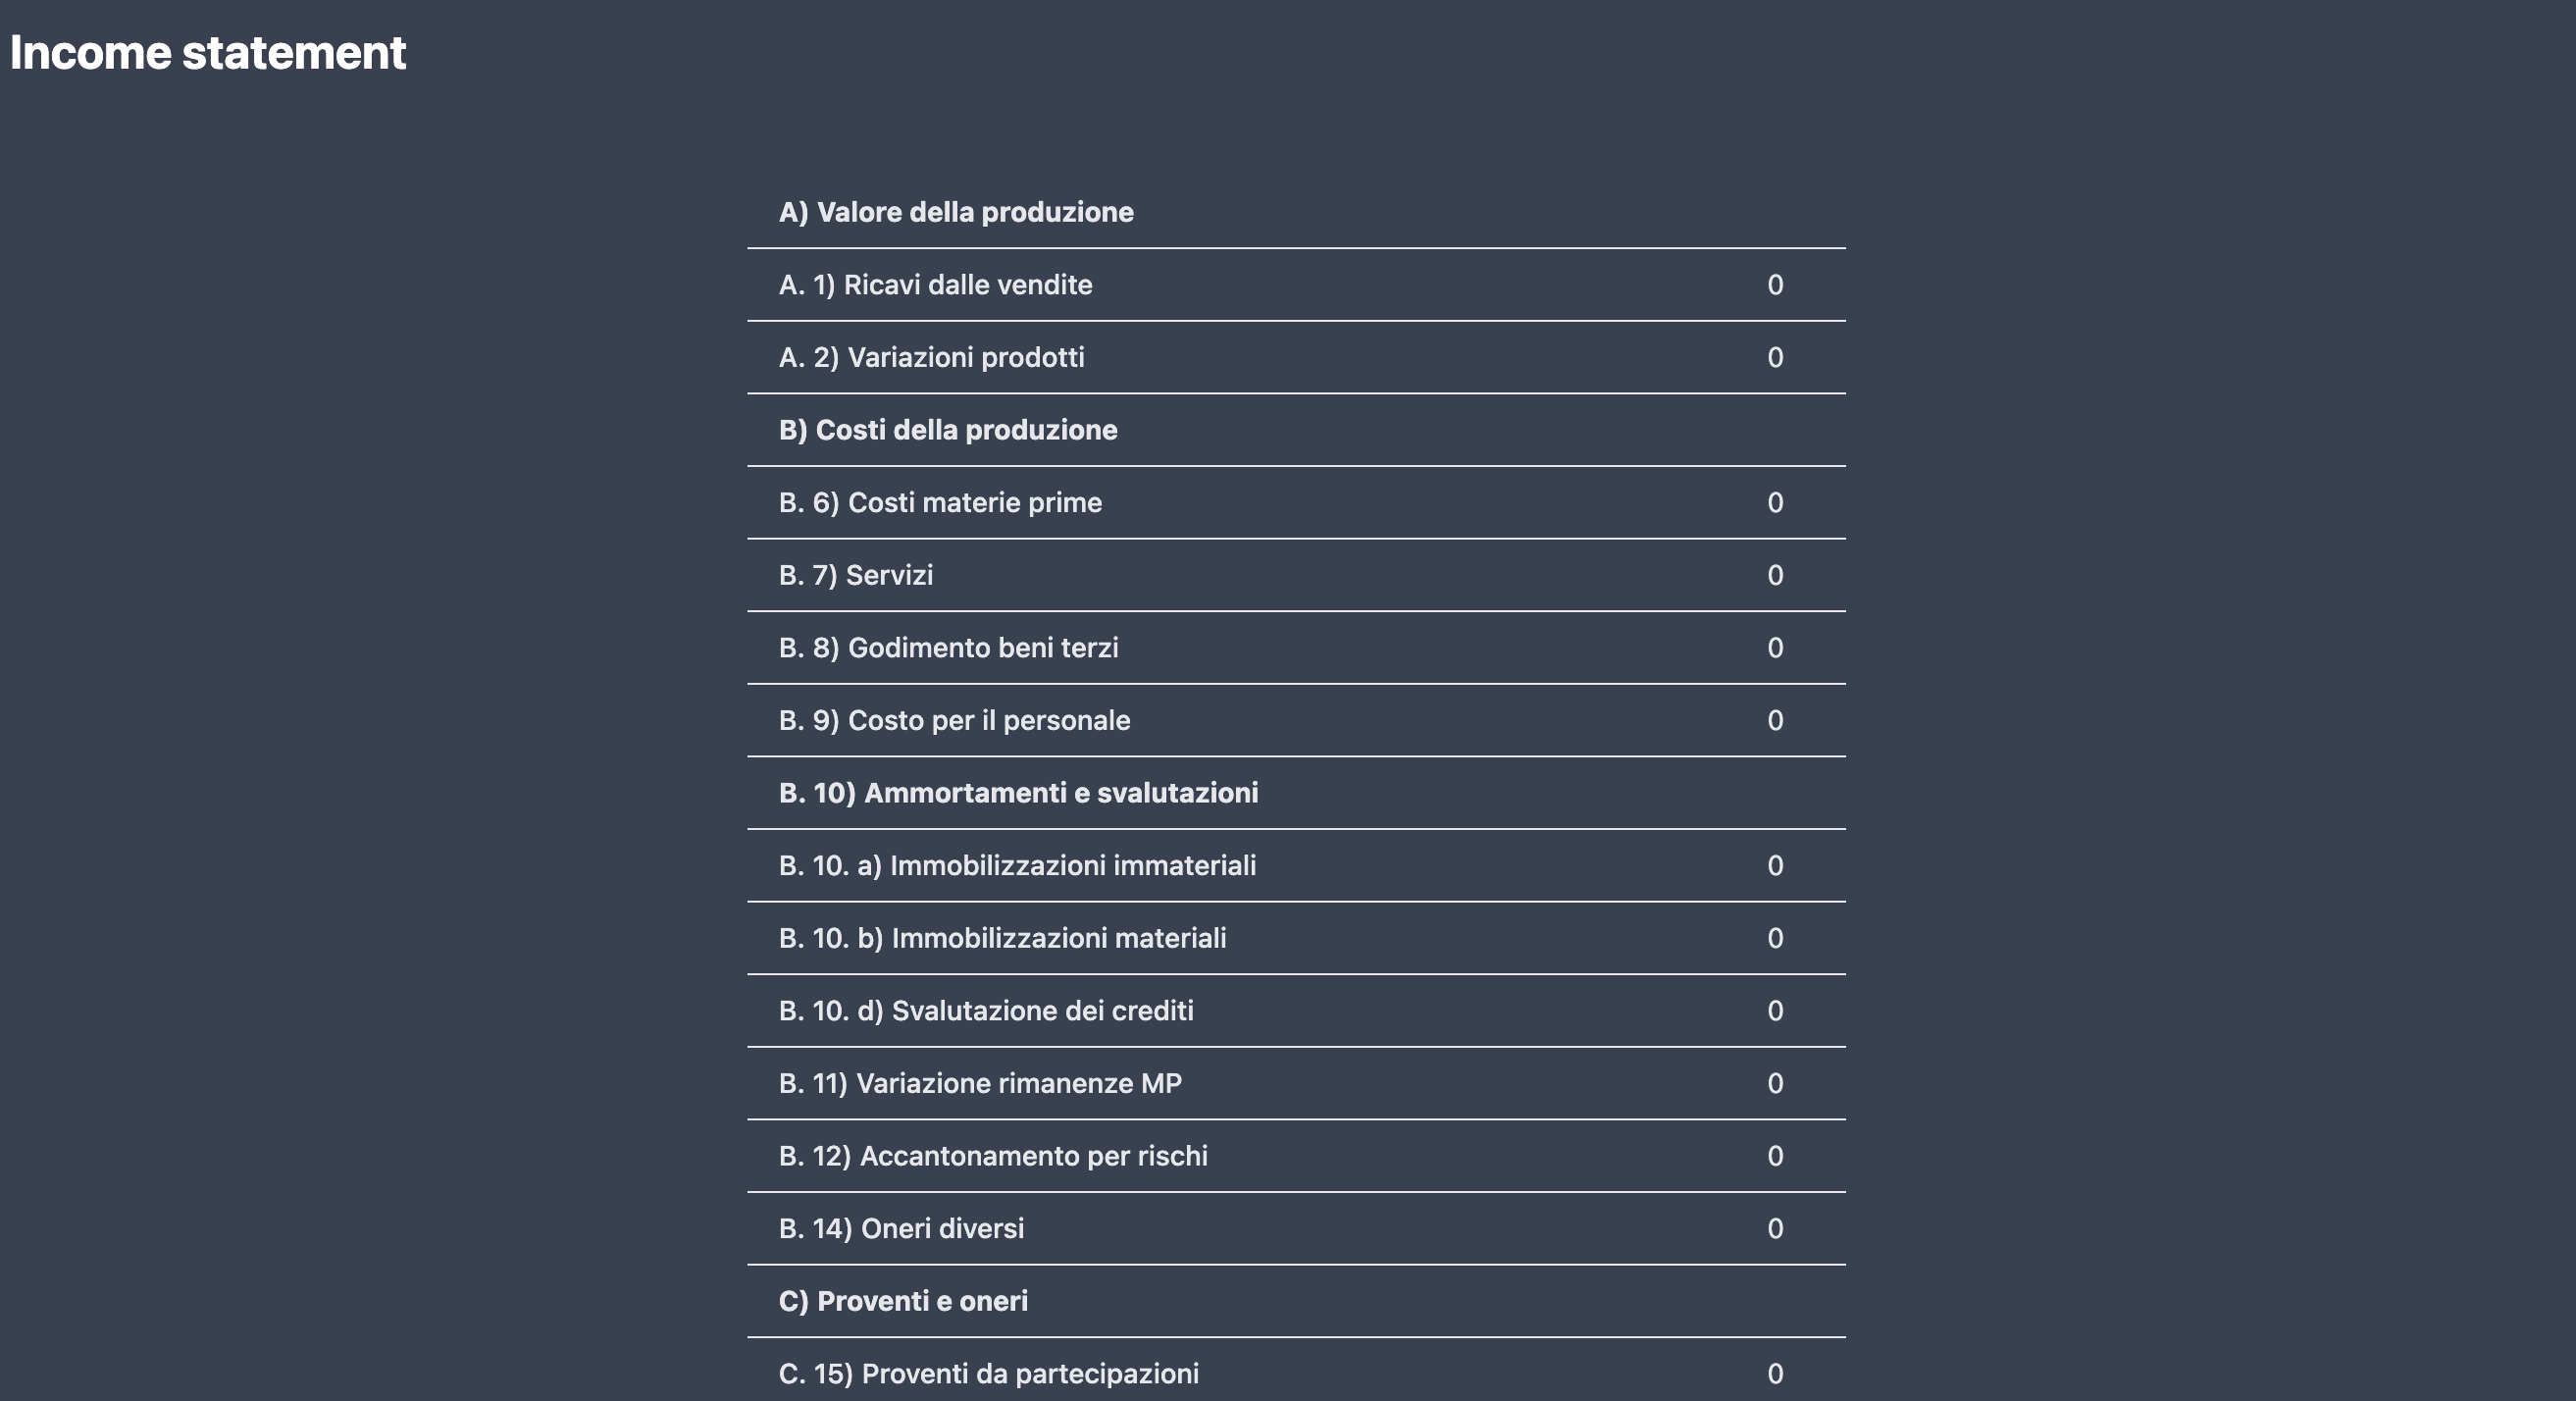 Income statement
A) Valore della produzione
A. 1) Ricavi dalle vendite 0
A. 2) Variazioni prodotti 0
B) Costi della produzione
B. 6) Costi materie prime 0
B. 7) Servizi 0
B. 8) Godimento beni terzi 0
B. 9) Costo per il personale 0
B. 10) Ammortamenti e svalutazioni
B. 10. a) Immobilizzazioni immateriali 0
B. 10. b) Immobilizzazioni materiali 0
B. 10. d) Svalutazione dei crediti 0
B. 11) Variazione rimanenze MP 0
B. 12) Accantonamento per rischi 0
B. 14) Oneri diversi 0
C) Proventi e oneri
C. 15) Proventi da partecipazioni 0